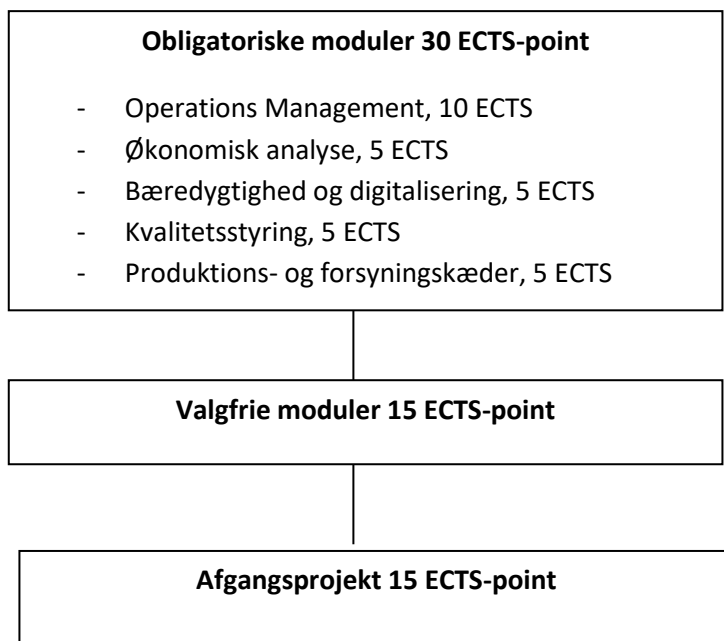 Obligatoriske moduler 30 ECTS-point
- Operations Management, 10 ECTS
- Økonomisk analyse, 5 ECTS
- Bæredygtighed og digitalisering, 5 ECTS
- Kvalitetsstyring, 5 ECTS
- Produktions- og forsyningskæder, 5 ECTS
Valgfrie moduler 15 ECTS-point
Afgangsprojekt 15 ECTS-point